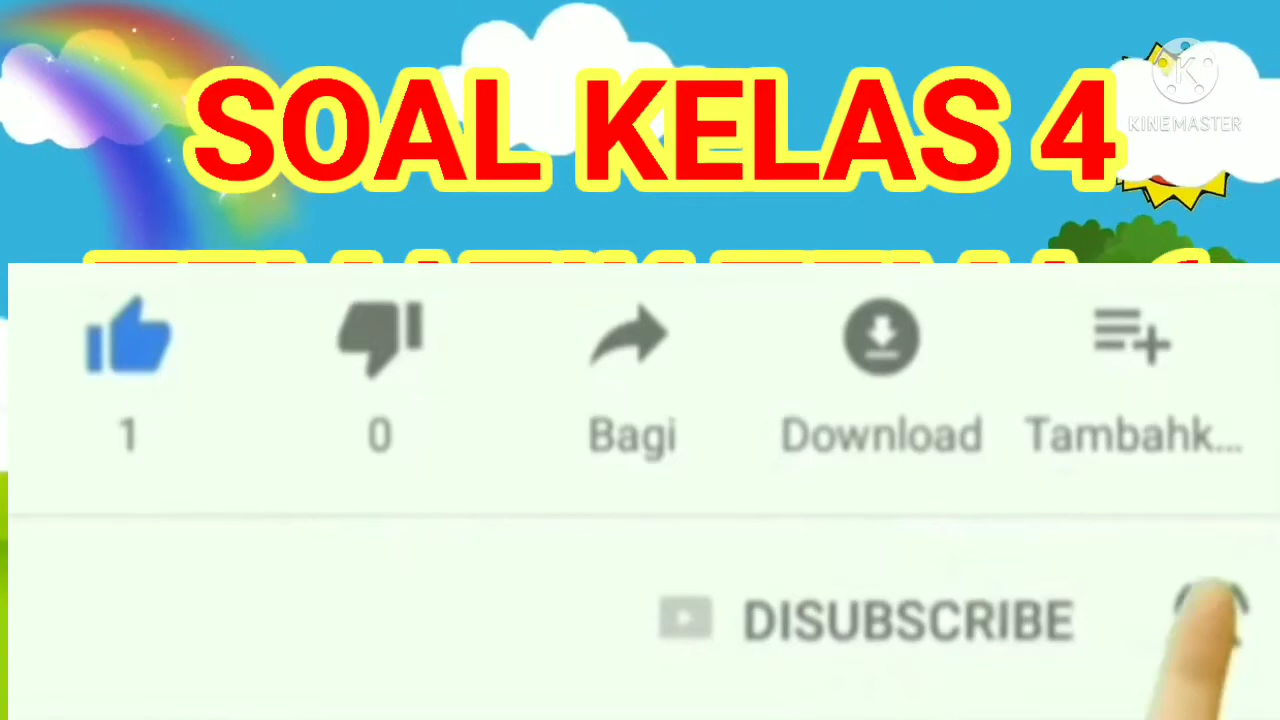 SOAL KELAS 4
KINEMASTER
1
0
Bagi
Download
Tambahk...
DISUBSCRIBE